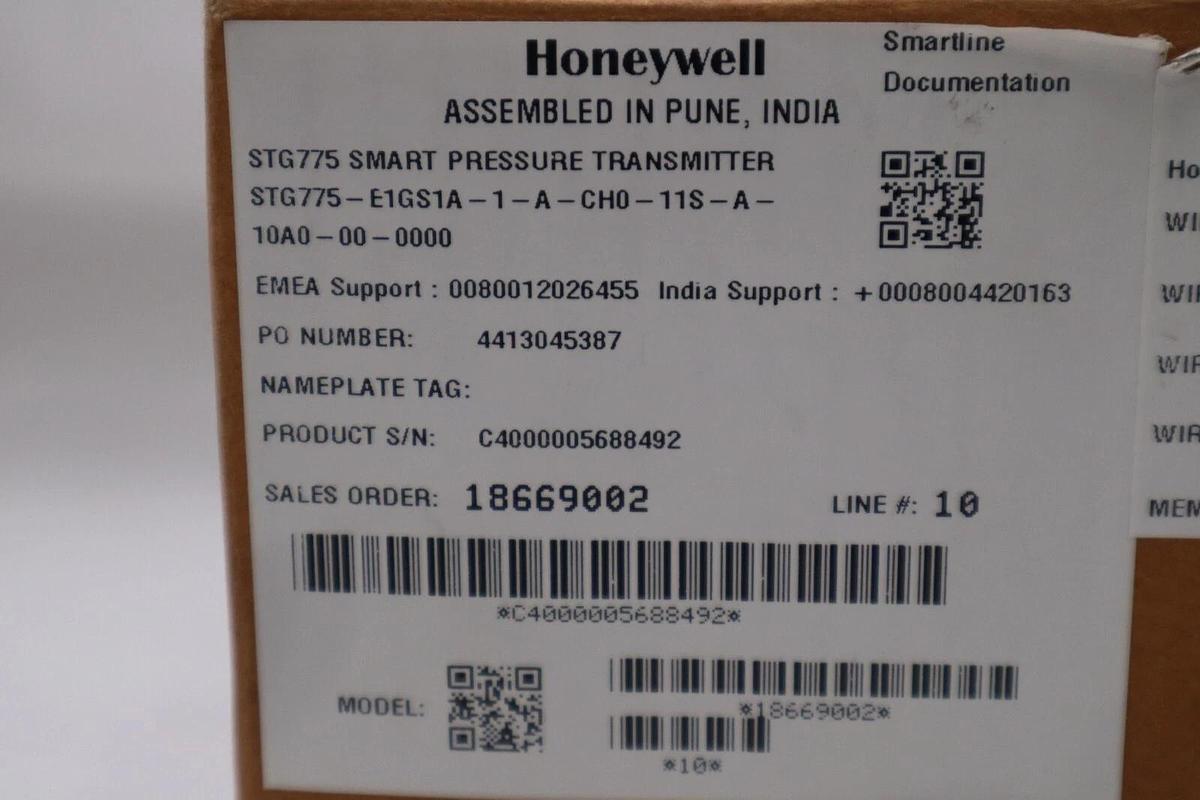 Honeywell
Smartline
Documentation
ASSEMBLED IN PUNE, INDIA
STG775 SMART PRESSURE TRANSMITTER
STG775-E1GS1A-1-A-CH0-11S-A-
10A0-00-0000
EMEA Support : 0080012026455 India Support : +0008004420163
PO NUMBER: 4413045387
NAMEPLATE TAG:
PRODUCT S/N: C4000005688492
SALES ORDER: 18669002 LINE #: 10
*C4000005688492*
MODEL:
*18669002*
*10*